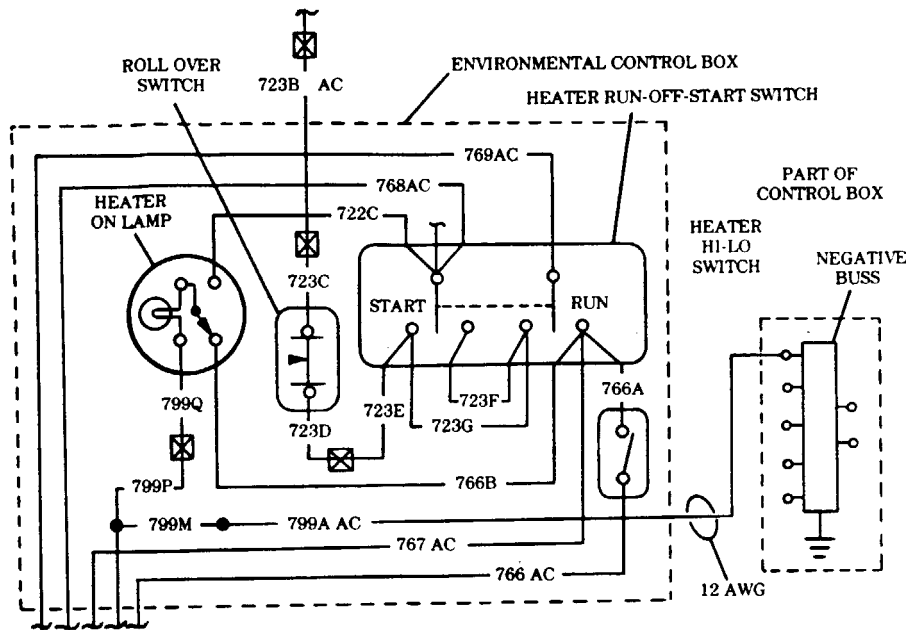 ROLL OVER
SWITCH
723B AC
ENVIRONMENTAL CONTROL BOX
HEATER RUN-OFF-START SWITCH
769AC
768AC
722C
HEATER
ON LAMP
PART OF
CONTROL BOX
HEATER
HI-LO
SWITCH
NEGATIVE
BUSS
723C
START
RUN
799Q
723E
723F
766A
723D
723G
799P
766B
799M
799A AC
767 AC
766 AC
12 AWG